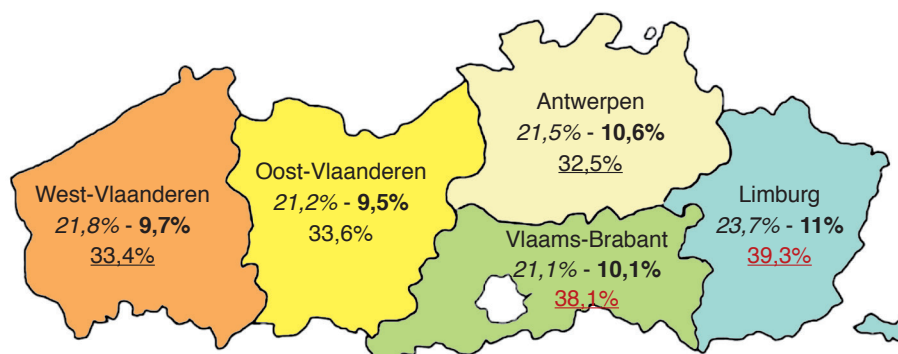 Antwerpen
21,5% - 10,6%
32,5%
West-Vlaanderen
21,8% - 9,7%
33,4%
Oost-Vlaanderen
21,2% - 9,5%
33,6%
Vlaams-Brabant
21,1% - 10,1%
38,1%
Limburg
23,7% - 11%
39,3%